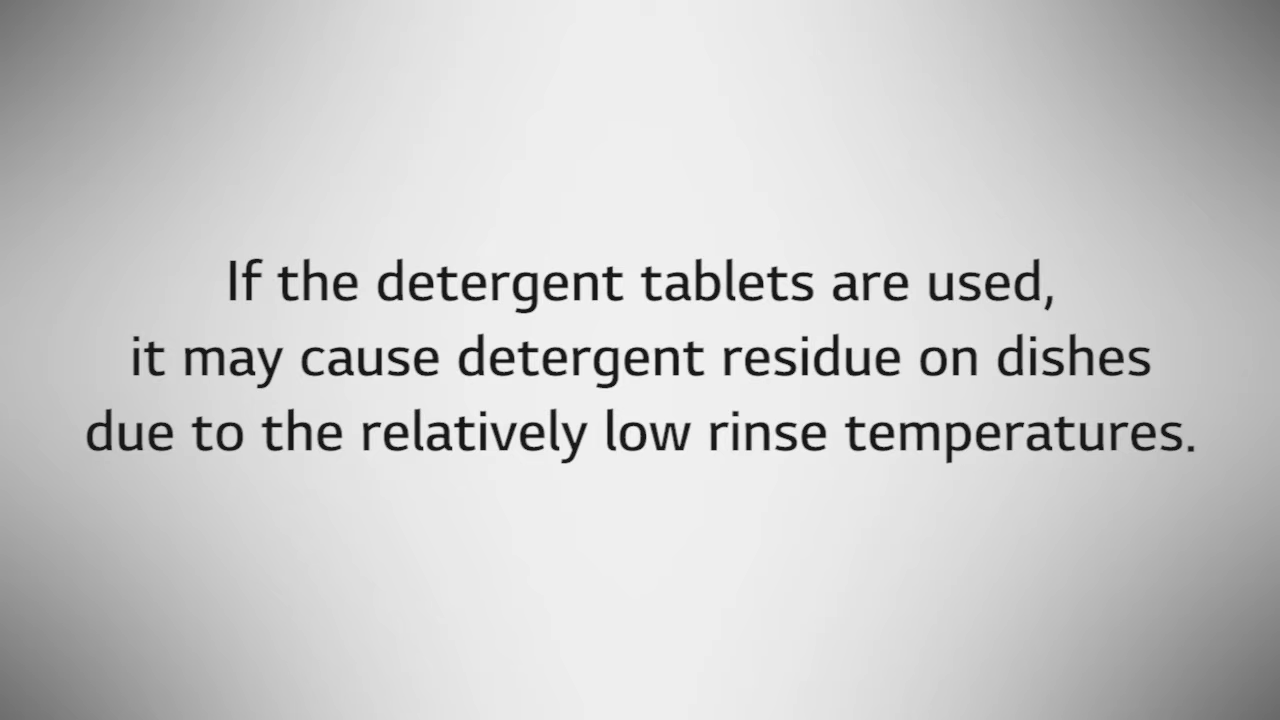 If the detergent tablets are used,
it may cause detergent residue on dishes
due to the relatively low rinse temperatures.